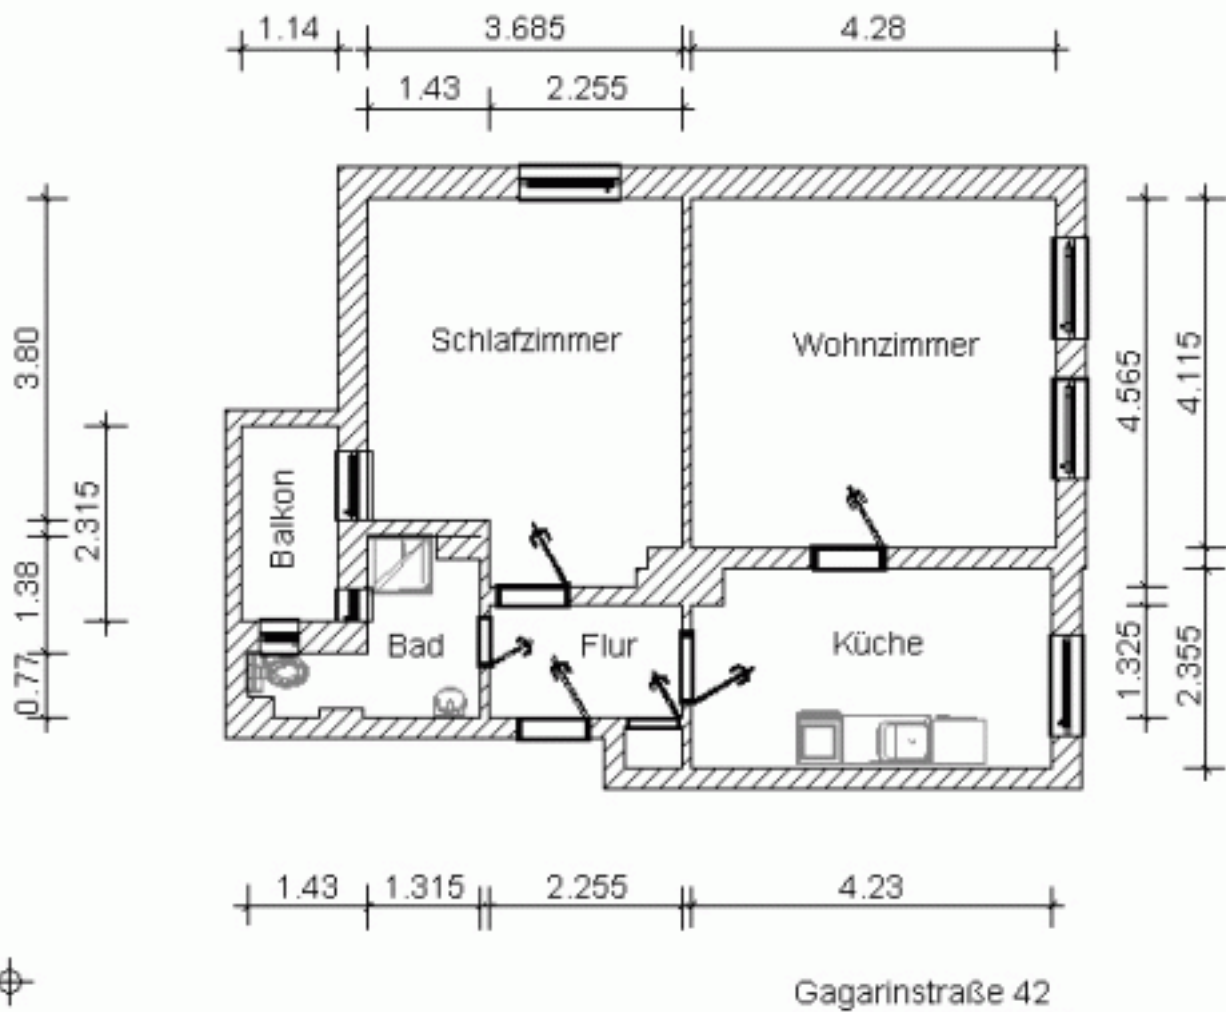 1.14
3.685
4.28
1.43
2.255
3.80
Schlafzimmer
Wohnzimmer
4.565
4.115
2.315
Balkon
1.38
0.77
Bad
Flur
Küche
1.325
2.355
1.43
1.315
2.255
4.23
Gagarinstraße 42